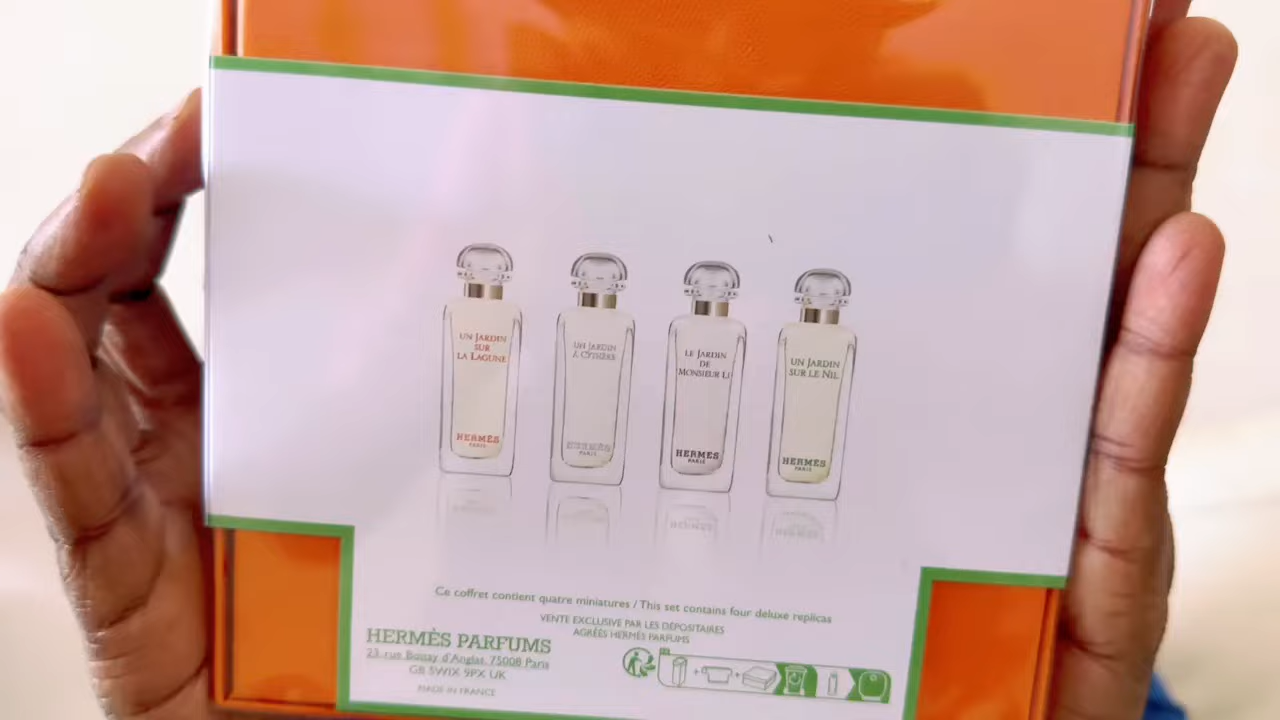 UN JARDIN
SUR
LA LAGUNE
HERMÈS
PARIS
UN JARDIN
À CYTHÈRE
HERMÈS
PARIS
LE JARDIN
DE
MONSIEUR LI
HERMÈS
PARIS
UN JARDIN
SUR LE NIL
HERMÈS
PARIS
Ce coffret contient quatre miniatures / This set contains four deluxe replicas
VENTE EXCLUSIVE PAR LES DÉPOSITAIRES
AGRÉÉS HERMÈS PARFUMS
HERMÈS PARFUMS
23, rue Boissy d'Anglas, 75008 Paris
GB SW1X 9PX UK
MADE IN FRANCE